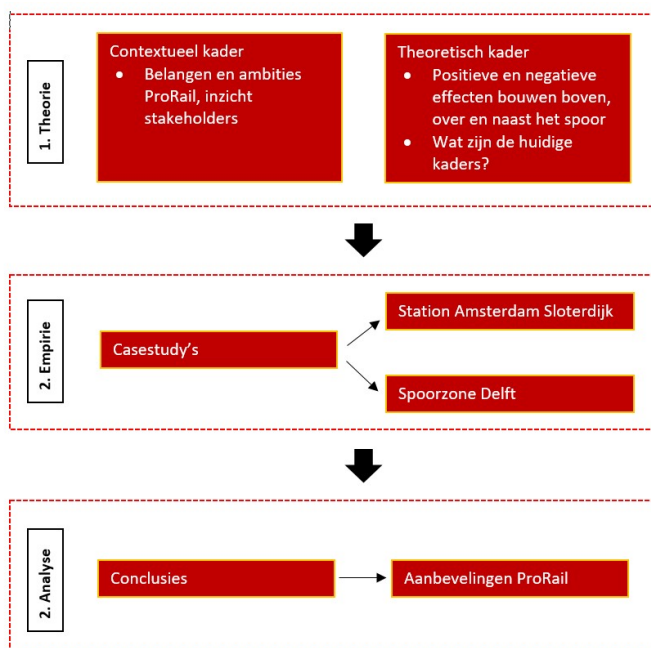 1. Theorie
Contextueel kader
• Belangen en ambities
ProRail, inzicht
stakeholders
Theoretisch kader
• Positieve en negatieve
effecten bouwen boven,
over en naast het spoor
• Wat zijn de huidige
kaders?
2. Empirie
Casestudy's
Station Amsterdam Sloterdijk
Spoorzone Delft
2. Analyse
Conclusies
Aanbevelingen ProRail